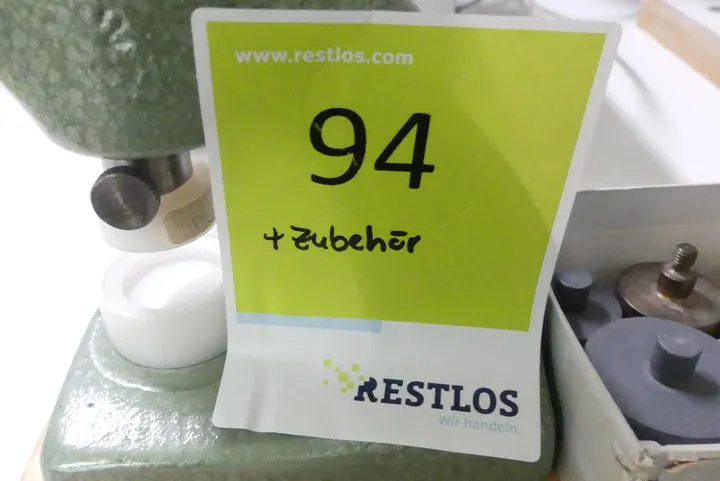 www.restlos.com
94
+ Zubehör
RESTLOS
Wir handeln